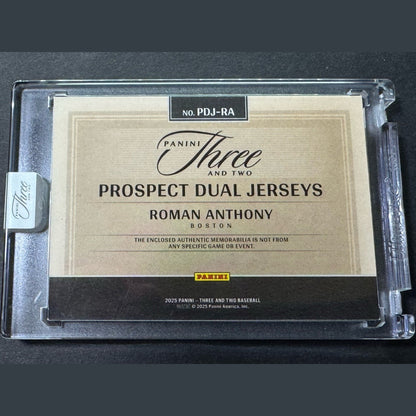 NO. PDJ-RA
PANINI
Three
AND TWO
PROSPECT DUAL JERSEYS
ROMAN ANTHONY
BOSTON
THE ENCLOSED AUTHENTIC MEMORABILIA IS NOT FROM
ANY SPECIFIC GAME OR EVENT.
PANINI
2025 PANINI – THREE AND TWO BASEBALL
© 2025 Panini America, Inc.
Three